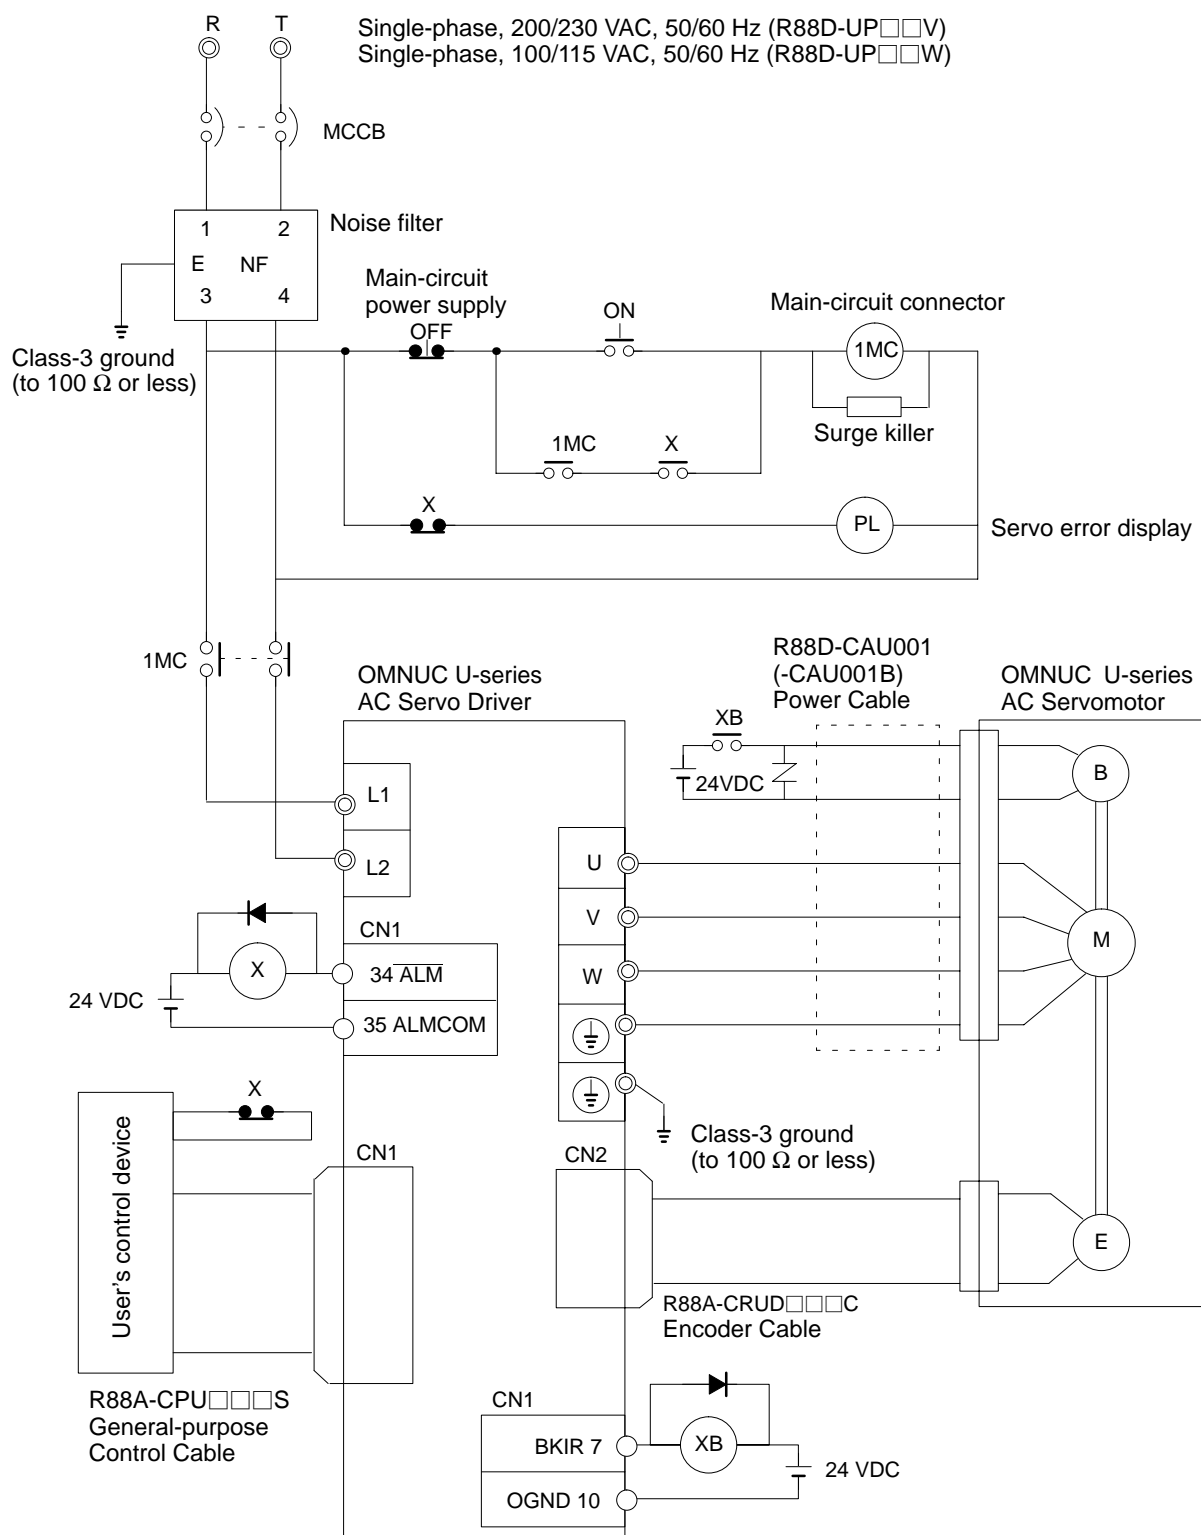 R
T
Single-phase, 200/230 VAC, 50/60 Hz (R88D-UP□□V)
Single-phase, 100/115 VAC, 50/60 Hz (R88D-UP□□W)
MCCB
1 2
E NF
3 4
Noise filter
Class-3 ground
(to 100 Ω or less)
Main-circuit
power supply
OFF
ON
Main-circuit connector
1MC
Surge killer
1MC
X
X
PL
Servo error display
1MC
OMNUC U-series
AC Servo Driver
R88D-CAU001
(-CAU001B)
Power Cable
OMNUC U-series
AC Servomotor
XB
24VDC
B
L1
L2
U
V
W
M
CN1
X
34 A̅L̅M̅
24 VDC
35 ALMCOM
X
User's control device
CN1
Class-3 ground
(to 100 Ω or less)
CN2
E
R88A-CRUD□□□C
Encoder Cable
R88A-CPU□□□S
General-purpose
Control Cable
CN1
BKIR 7
XB
24 VDC
OGND 10